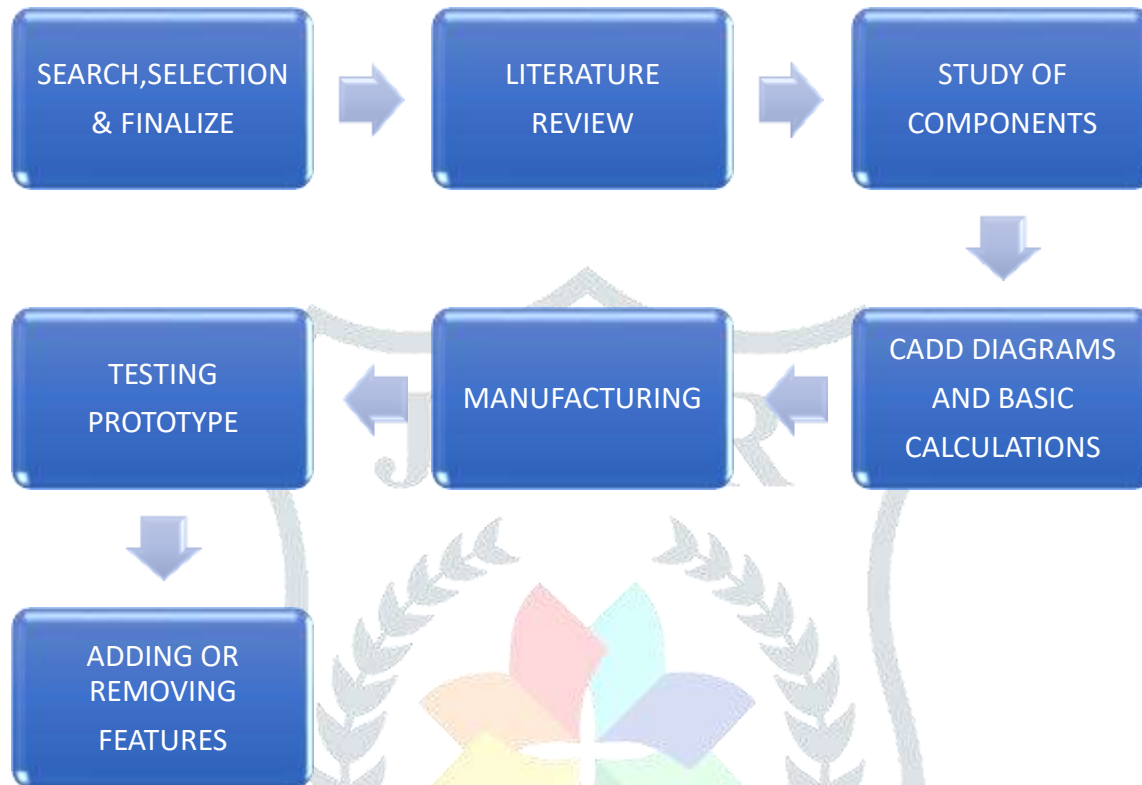 SEARCH,SELECTION
& FINALIZE
LITERATURE
REVIEW
STUDY OF
COMPONENTS
CADD DIAGRAMS
AND BASIC
CALCULATIONS
MANUFACTURING
TESTING
PROTOTYPE
ADDING OR
REMOVING
FEATURES